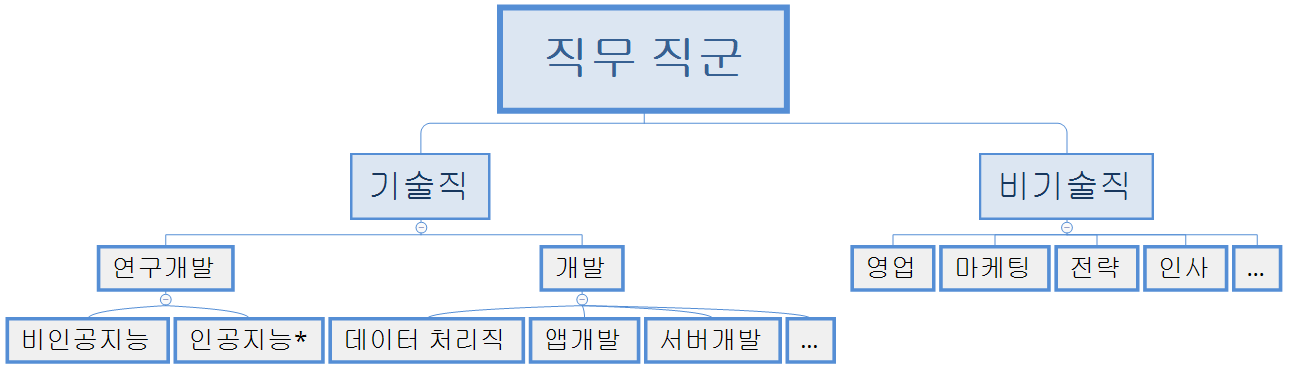 직무 직군
기술직
비기술직
연구개발
개발
영업
마케팅
전략
인사
...
비인공지능
인공지능*
데이터 처리직
앱개발
서버개발
...